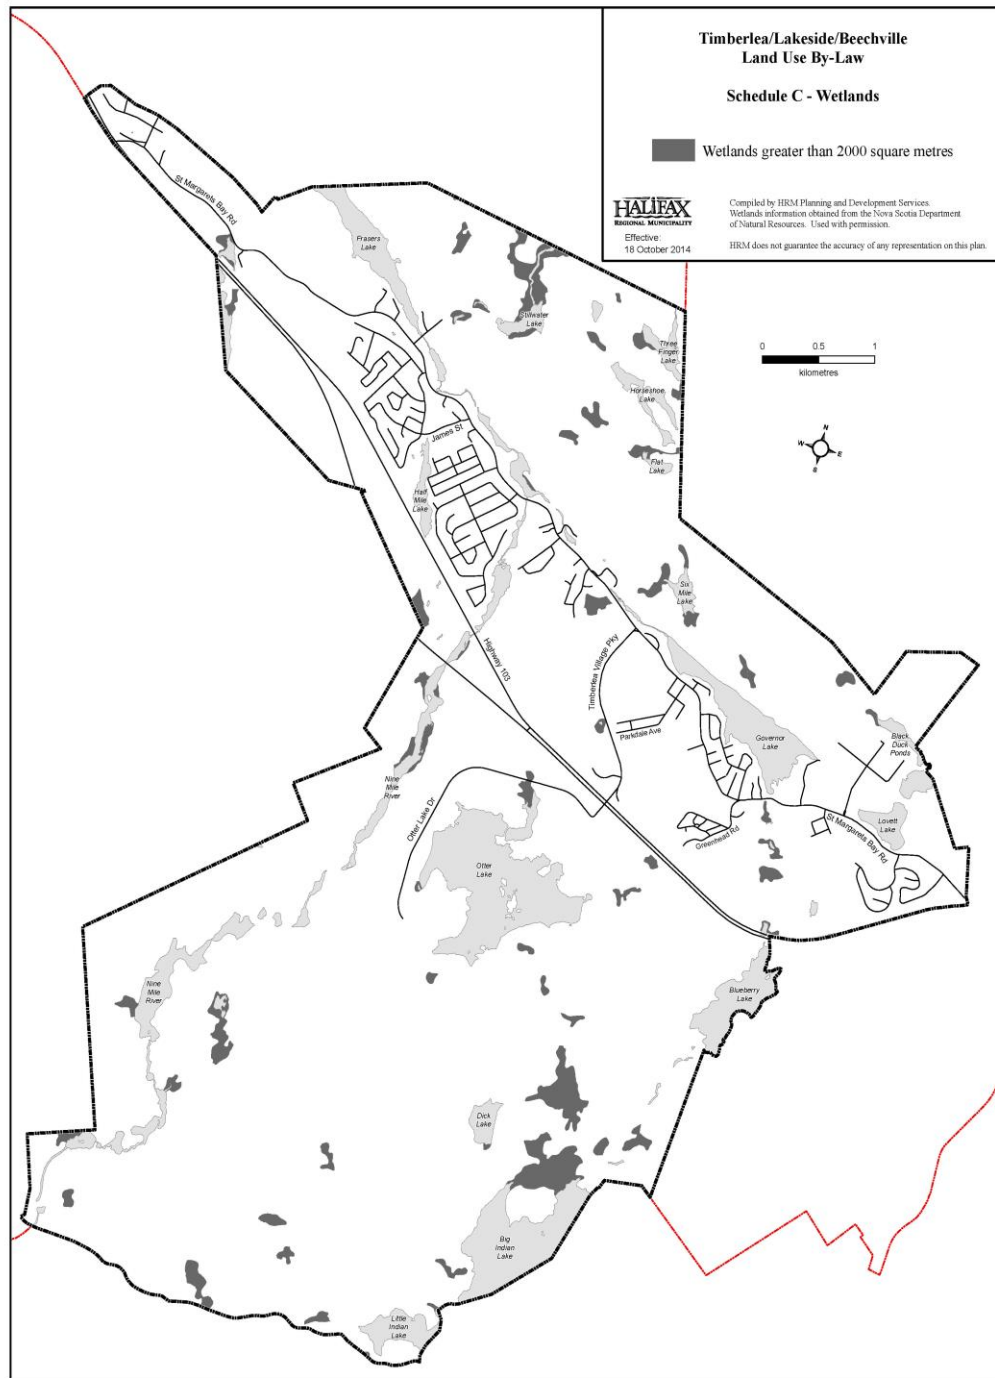 Timberlea/Lakeside/Beechville
Land Use By-Law
Schedule C - Wetlands
Wetlands greater than 2000 square metres
HALIFAX
REGIONAL MUNICIPALITY
Effective:
18 October 2014
Compiled by HRM Planning and Development Services.
Wetlands information obtained from the Nova Scotia Department
of Natural Resources. Used with permission.
HRM does not guarantee the accuracy of any representation on this plan.
St Margarets Bay Rd
Frasers
Lake
Stillwater
Lake
Three
Finger
Lake
0 0.5 1
kilometres
Horseshoe
Lake
James St
N
W
E
S
Flat
Lake
Half
Mile
Lake
Six
Mile
Lake
Highway 103
Timberlea Village Pky
Parkdale Ave
Governor
Lake
Black
Duck
Ponds
Nine
Mile
River
Otter Lake Dr
Greenhead Rd
St Margarets Bay Rd
Lovett
Lake
Otter
Lake
Nine
Mile
River
Blueberry
Lake
Dick
Lake
Big
Indian
Lake
Little
Indian
Lake